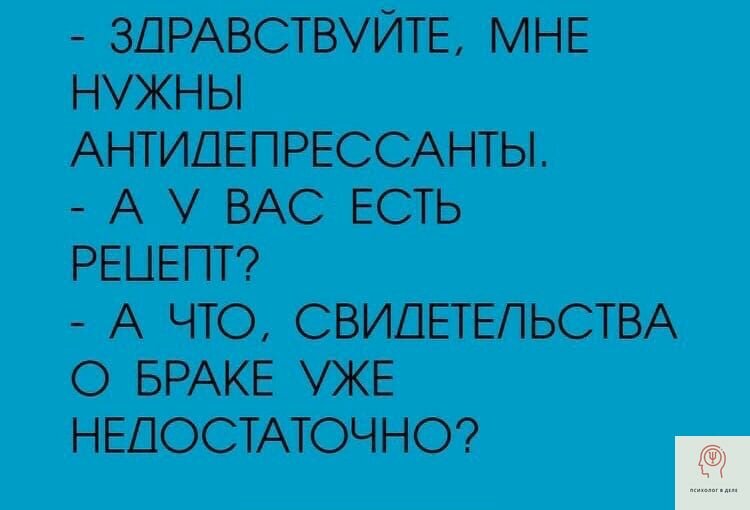 - ЗДРАВСТВУЙТЕ, МНЕ
НУЖНЫ
АНТИДЕПРЕССАНТЫ.
- А У ВАС ЕСТЬ
РЕЦЕПТ?
- А ЧТО, СВИДЕТЕЛЬСТВА
О БРАКЕ УЖЕ
НЕДОСТАТОЧНО?
ПСИХОЛОГ В ДЕЛЕ